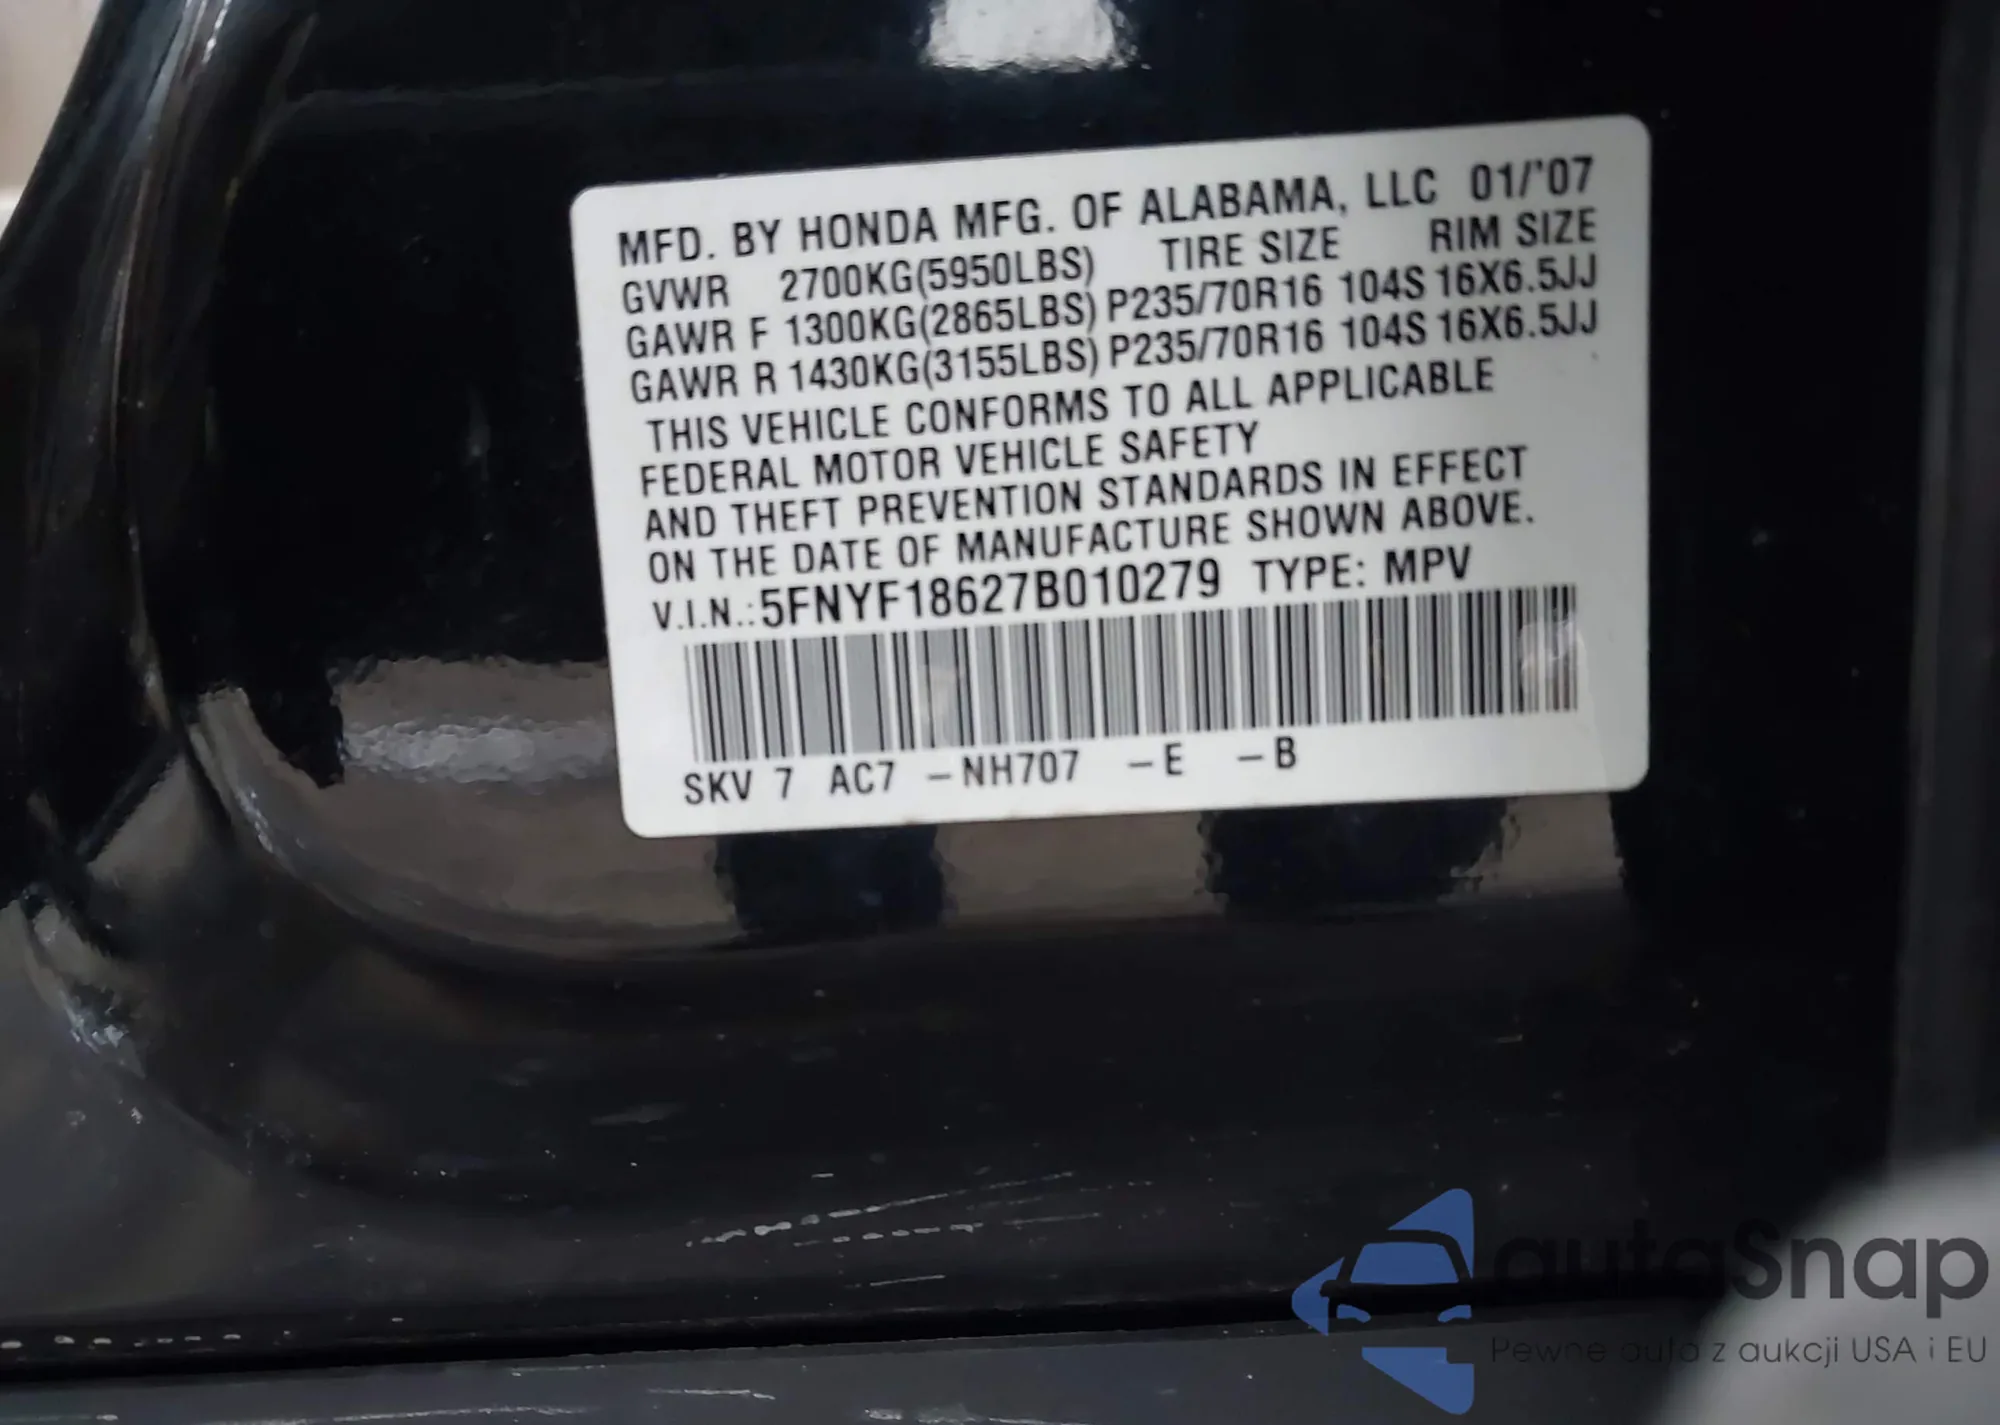 MFD. BY HONDA MFG. OF ALABAMA, LLC 01/'07
GVWR 2700KG(5950LBS) TIRE SIZE RIM SIZE
GAWR F 1300KG(2865LBS) P235/70R16 104S 16X6.5JJ
GAWR R 1430KG(3155LBS) P235/70R16 104S 16X6.5JJ
THIS VEHICLE CONFORMS TO ALL APPLICABLE
FEDERAL MOTOR VEHICLE SAFETY
AND THEFT PREVENTION STANDARDS IN EFFECT
ON THE DATE OF MANUFACTURE SHOWN ABOVE.
V.I.N.: 5FNYF18627B010279 TYPE: MPV
SKV 7 AC7 -NH707 -E -B
autoSnap
Pewne auta z aukcji USA i EU